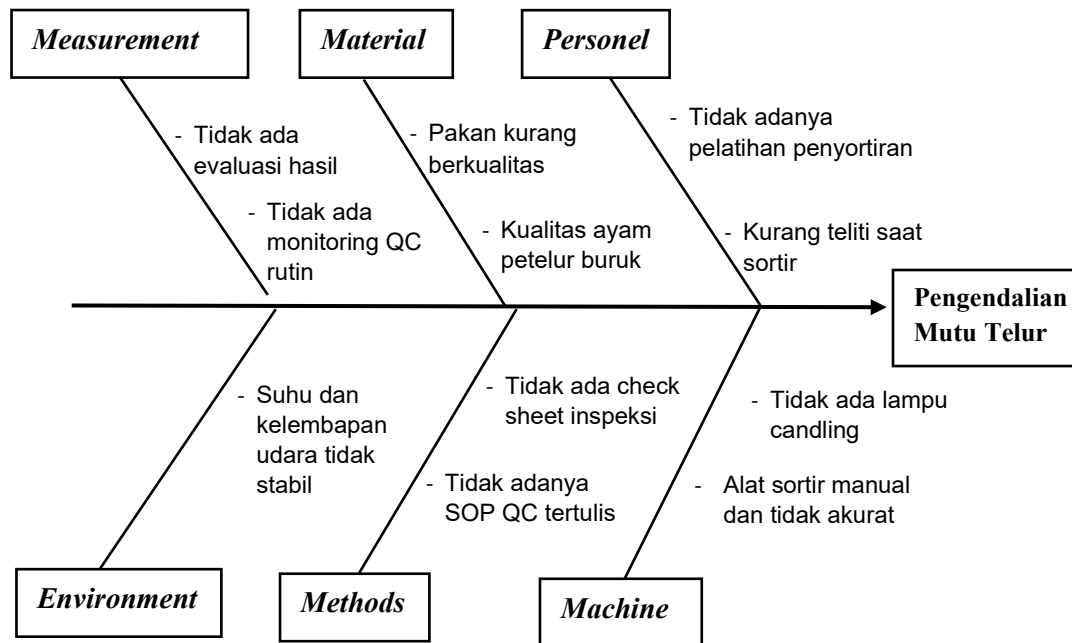 Measurement
Material
Personel
- Tidak ada
evaluasi hasil
- Tidak ada
monitoring QC
rutin
- Pakan kurang
berkualitas
- Kualitas ayam
petelur buruk
- Tidak adanya
pelatihan penyortiran
- Kurang teliti saat
sortir
Pengendalian
Mutu Telur
- Suhu dan
kelembapan
udara tidak
stabil
- Tidak ada check
sheet inspeksi
- Tidak adanya
SOP QC tertulis
- Tidak ada lampu
candling
- Alat sortir manual
dan tidak akurat
Environment
Methods
Machine